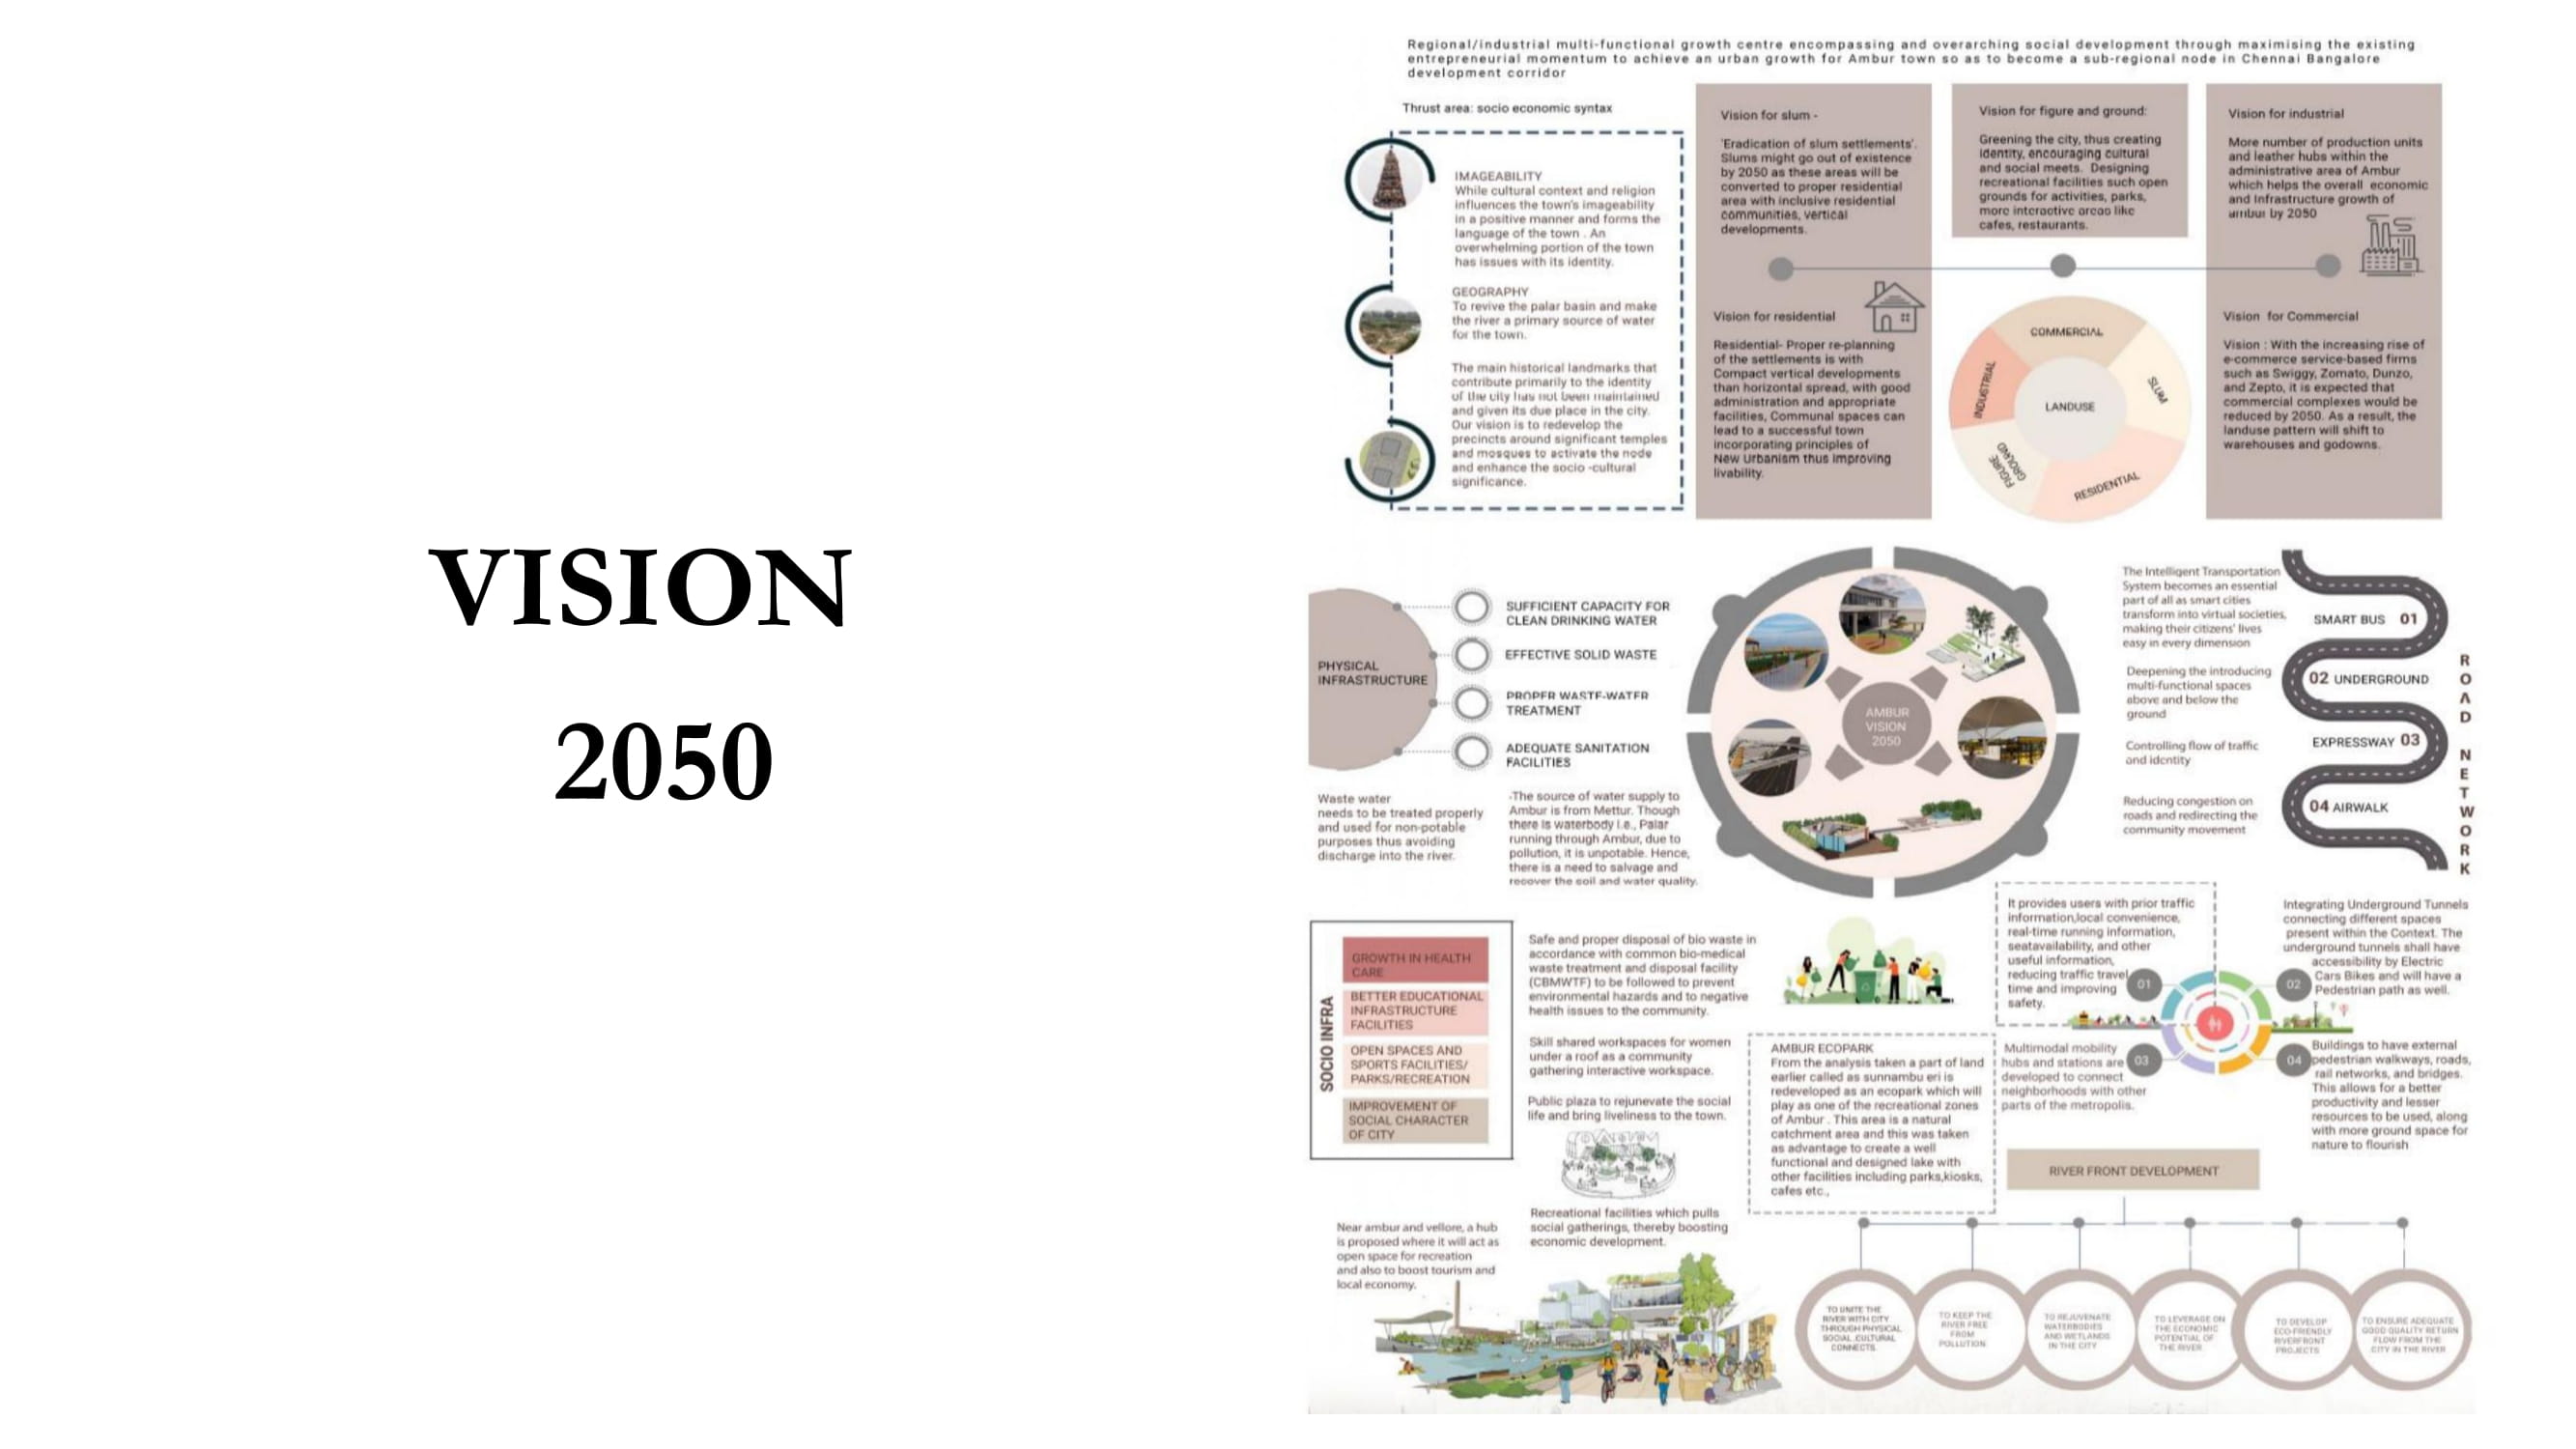 VISION
2050
Regional/industrial multi-functional growth centre encompassing and overarching social development through maximising the existing
entrepreneurial momentum to achieve an urban growth for Ambur town so as to become a sub-regional node in Chennai Bangalore
development corridor
Thrust area: socio economic syntax
IMAGEABILITY
While cultural context and religion
influences the town's imageability
in a positive manner and forms the
language of the town . An
overwhelming portion of the town
has issues with its identity.
GEOGRAPHY
To revive the palar basin and make
the river a primary source of water
for the town.
The main historical landmarks that
contribute primarily to the identity
of the city has not been maintained
and given its due place in the city.
Our vision is to redevelop the
precincts around significant temples
and mosques to activate the node
and enhance the socio -cultural
significance.
Vision for slum -
'Eradication of slum settlements'.
Slums might go out of existence
by 2050 as these areas will be
converted to proper residential
area with inclusive residential
communities, vertical
developments.
Vision for figure and ground:
Greening the city, thus creating
identity, encouraging cultural
and social meets. Designing
recreational facilities such open
grounds for activities, parks,
more interactive areas like
cafes, restaurants.
Vision for industrial
More number of production units
and leather hubs within the
administrative area of Ambur
which helps the overall economic
and Infrastructure growth of
ambur by 2050
Vision for residential
Residential- Proper re-planning
of the settlements is with
Compact vertical developments
than horizontal spread, with good
administration and appropriate
facilities, Communal spaces can
lead to a successful town
incorporating principles of
New Urbanism thus improving
livability.
COMMERCIAL
SLUM
RESIDENTIAL
FIGURE
GROUND
INDUSTRIAL
LANDUSE
Vision for Commercial
Vision : With the increasing rise of
e-commerce service-based firms
such as Swiggy, Zomato, Dunzo,
and Zepto, it is expected that
commercial complexes would be
reduced by 2050. As a result, the
landuse pattern will shift to
warehouses and godowns.
PHYSICAL
INFRASTRUCTURE
SUFFICIENT CAPACITY FOR
CLEAN DRINKING WATER
EFFECTIVE SOLID WASTE
PROPER WASTE-WATER
TREATMENT
ADEQUATE SANITATION
FACILITIES
Waste water
needs to be treated properly
and used for non-potable
purposes thus avoiding
discharge into the river.
-The source of water supply to
Ambur is from Mettur. Though
there is waterbody i.e., Palar
running through Ambur, due to
pollution, it is unpotable. Hence,
there is a need to salvage and
recover the soil and water quality.
AMBUR
VISION
2050
The Intelligent Transportation
System becomes an essential
part of all as smart cities
transform into virtual societies,
making their citizens' lives
easy in every dimension
Deepening the introducing
multi-functional spaces
above and below the
ground
Controlling flow of traffic
and identity
Reducing congestion on
roads and redirecting the
community movement
SMART BUS 01
02 UNDERGROUND
EXPRESSWAY 03
04 AIRWALK
ROAD NETWORK
SOCIO INFRA
GROWTH IN HEALTH
CARE
BETTER EDUCATIONAL
INFRASTRUCTURE
FACILITIES
OPEN SPACES AND
SPORTS FACILITIES/
PARKS/RECREATION
IMPROVEMENT OF
SOCIAL CHARACTER
OF CITY
Safe and proper disposal of bio waste in
accordance with common bio-medical
waste treatment and disposal facility
(CBMWTF) to be followed to prevent
environmental hazards and to negative
health issues to the community.
Skill shared workspaces for women
under a roof as a community
gathering interactive workspace.
Public plaza to rejunevate the social
life and bring liveliness to the town.
Recreational facilities which pulls
social gatherings, thereby boosting
economic development.
Near ambur and vellore, a hub
is proposed where it will act as
open space for recreation
and also to boost tourism and
local economy.
AMBUR ECOPARK
From the analysis taken a part of land
earlier called as sunnambu eri is
redeveloped as an ecopark which will
play as one of the recreational zones
of Ambur . This area is a natural
catchment area and this was taken
as advantage to create a well
functional and designed lake with
other facilities including parks,kiosks,
cafes etc.,
It provides users with prior traffic
information,local convenience,
real-time running information,
seatavailability, and other
useful information,
reducing traffic travel
time and improving
safety.
01
Integrating Underground Tunnels
connecting different spaces
present within the Context. The
underground tunnels shall have
accessibility by Electric
Cars Bikes and will have a
Pedestrian path as well.
02
Multimodal mobility
hubs and stations are
developed to connect
neighborhoods with other
parts of the metropolis.
03
04
Buildings to have external
pedestrian walkways, roads,
rail networks, and bridges.
This allows for a better
productivity and lesser
resources to be used, along
with more ground space for
nature to flourish
RIVER FRONT DEVELOPMENT
TO UNITE THE
RIVER WITH CITY
THROUGH PHYSICAL
SOCIAL ,CULTURAL
CONNECTS.
TO KEEP THE
RIVER FREE
FROM
POLLUTION
TO REJUVENATE
WATERBODIES
AND WETLANDS
IN THE CITY
TO LEVERAGE ON
THE ECONOMIC
POTENTIAL OF
THE RIVER
TO DEVELOP
ECO-FRIENDLY
RIVERFRONT
PROJECTS
TO ENSURE ADEQUATE
GOOD QUALITY RETURN
FLOW FROM THE
CITY IN THE RIVER